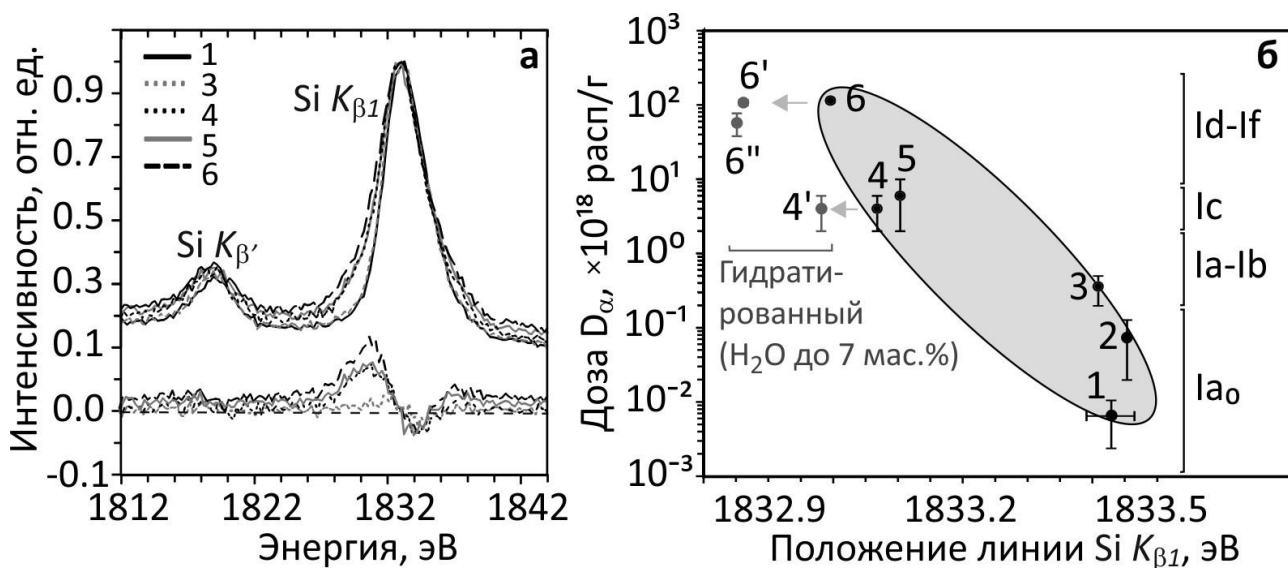 а
Интенсивность, отн. ед.
0.9
0.7
0.5
0.3
0.1
0.0
-0.1
1
3
4
5
6
Si Kβ1
Si Kβ′
1812
1822
1832
1842
Энергия, эВ
б
Доза Dα, ×10¹⁸ расп/г
10³
10²
10¹
10⁰
10⁻¹
10⁻²
10⁻³
6'
6
6"
4
5
4'
3
2
1
Гидрати-
рованный
(H₂O до 7 мас.%)
Id-If
Ic
Ia-Ib
Ia₀
1832.9
1833.2
1833.5
Положение линии Si Kβ1, эВ